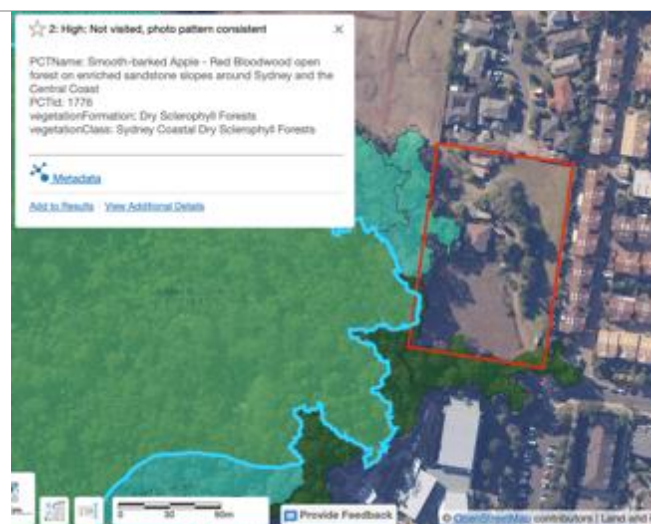 2: High: Not visited, photo pattern consistent
PCTName: Smooth-barked Apple - Red Bloodwood open
forest on enriched sandstone slopes around Sydney and the
Central Coast
PCTId: 1776
vegetationFormation: Dry Sclerophyll Forests
vegetationClass: Sydney Coastal Dry Sclerophyll Forests
Metadata
Add to Results
View Additional Details
0 30 60m
Provide Feedback
© OpenStreetMap contributors | Land and